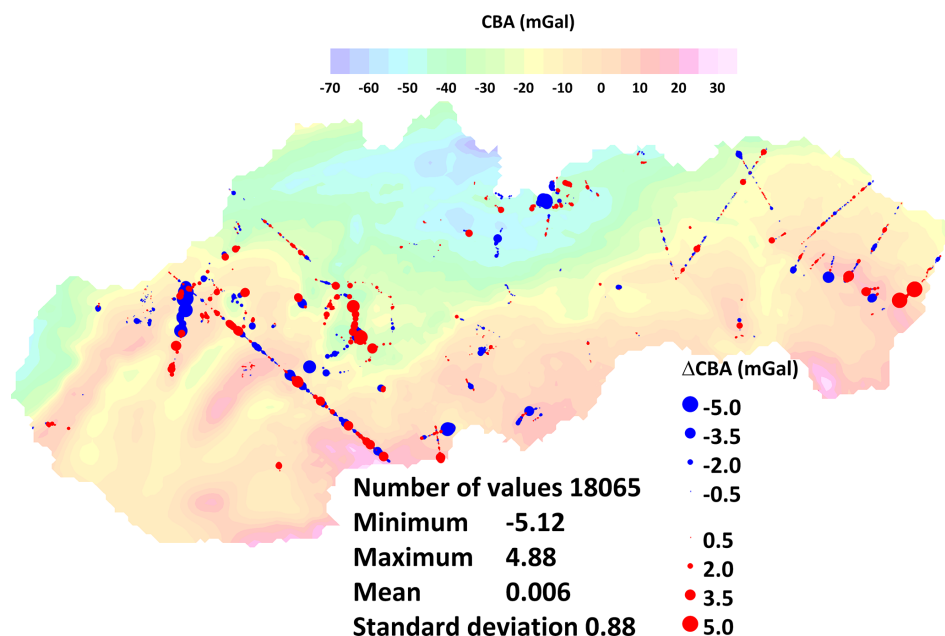 CBA (mGal)
-70 -60 -50 -40 -30 -20 -10 0 10 20 30
ΔCBA (mGal)
-5.0
-3.5
-2.0
-0.5
0.5
2.0
3.5
5.0
Number of values 18065
Minimum -5.12
Maximum 4.88
Mean 0.006
Standard deviation 0.88